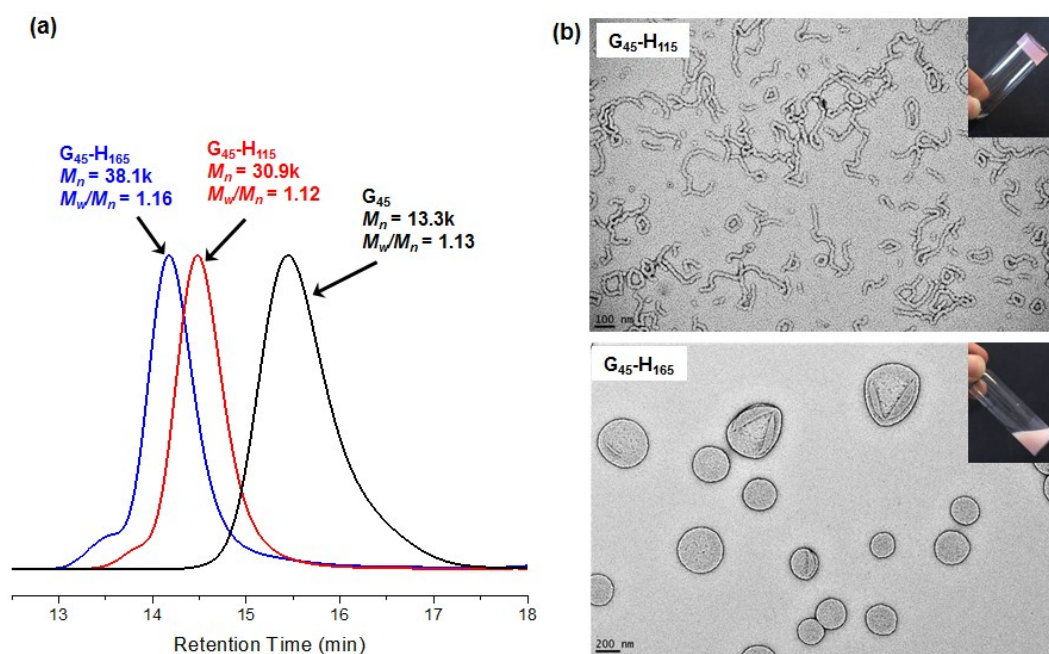 (a)
G45-H165
Mn = 38.1k
Mw/Mn = 1.16
G45-H115
Mn = 30.9k
Mw/Mn = 1.12
G45
Mn = 13.3k
Mw/Mn = 1.13
13 14 15 16 17 18
Retention Time (min)
(b)
G45-H115
100 nm
G45-H165
200 nm